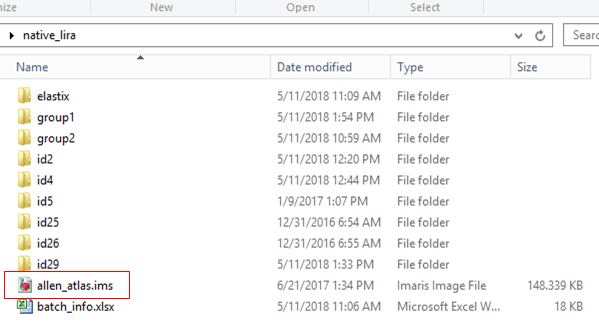 nize New Open Select
native_lira Searc
Name Date modified Type Size
elastix 5/11/2018 11:09 AM File folder
group1 5/11/2018 1:54 PM File folder
group2 5/11/2018 10:59 AM File folder
id2 5/11/2018 12:20 PM File folder
id4 5/11/2018 12:44 PM File folder
id5 1/9/2017 1:07 PM File folder
id25 12/31/2016 6:54 AM File folder
id26 12/31/2016 6:55 AM File folder
id29 5/11/2018 1:33 PM File folder
allen_atlas.ims 6/21/2017 1:34 PM Imaris Image File 148.339 KB
batch_info.xlsx 5/11/2018 11:06 AM Microsoft Excel W... 18 KB